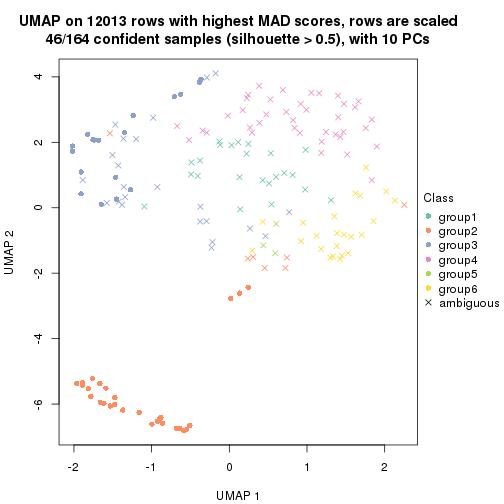 UMAP on 12013 rows with highest MAD scores, rows are scaled
46/164 confident samples (silhouette > 0.5), with 10 PCs
4
2
0
-2
-4
-6
UMAP 2
-2
-1
0
1
2
UMAP 1
Class
group1
group2
group3
group4
group5
group6
ambiguous